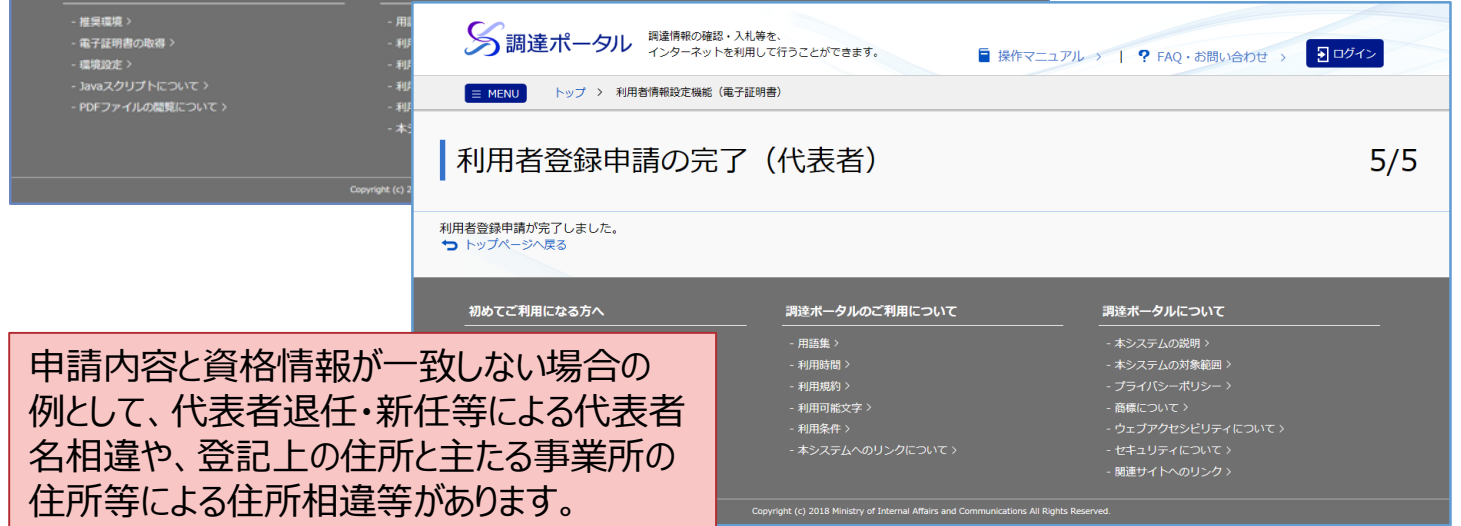 - 推奨環境 >
- 電子証明書の取得 >
- 環境設定 >
- Javaスクリプトについて >
- PDFファイルの閲覧について >
- 用
- 利
- 利
- 利
- 利
- 本
Copyright (c) 2
調達ポータル
調達情報の確認・入札等を、
インターネットを利用して行うことができます。
操作マニュアル > | ? FAQ・お問い合わせ > ログイン
≡ MENU トップ > 利用者情報設定機能（電子証明書）
利用者登録申請の完了（代表者） 5/5
利用者登録申請が完了しました。
トップページへ戻る
初めてご利用になる方へ
調達ポータルのご利用について
- 用語集 >
- 利用時間 >
- 利用規約 >
- 利用可能文字 >
- 利用条件 >
- 本システムへのリンクについて >
調達ポータルについて
- 本システムの説明 >
- 本システムの対象範囲 >
- プライバシーポリシー >
- 商標について >
- ウェブアクセシビリティについて >
- セキュリティについて >
- 関連サイトへのリンク >
Copyright (c) 2018 Ministry of Internal Affairs and Communications All Rights Reserved.
申請内容と資格情報が一致しない場合の
例として、代表者退任・新任等による代表者
名相違や、登記上の住所と主たる事業所の
住所等による住所相違等があります。